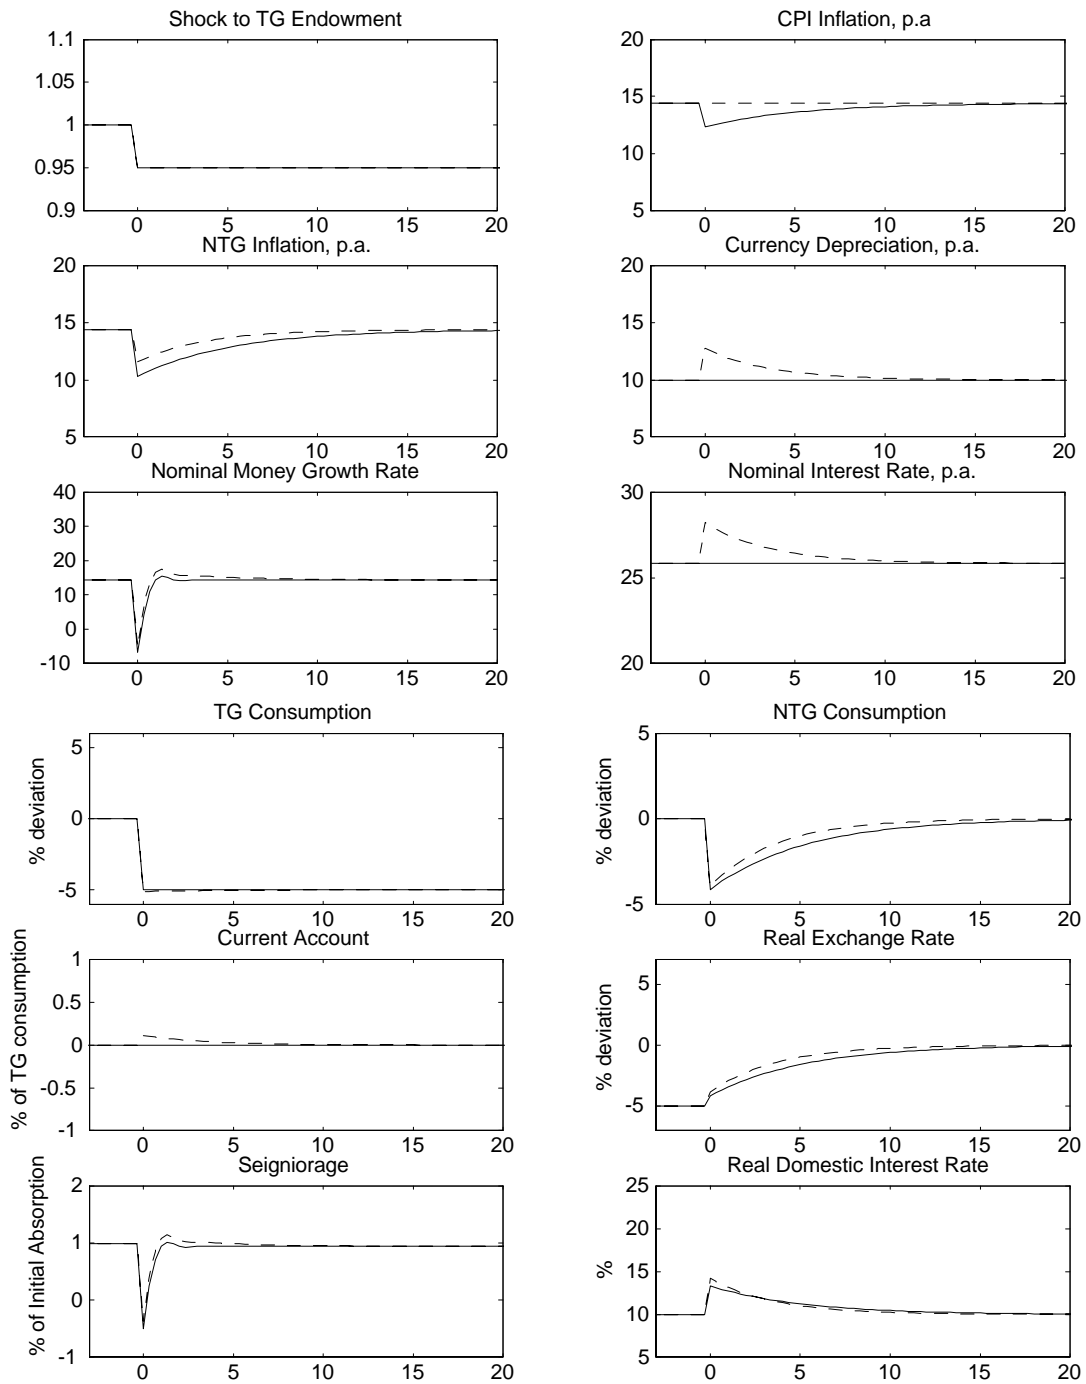 Shock to TG Endowment
1.1
1.05
1
0.95
0.9
0 5 10 15 20
CPI Inflation, p.a
20
15
10
5
0 5 10 15 20
NTG Inflation, p.a.
20
15
10
5
0 5 10 15 20
Currency Depreciation, p.a.
20
15
10
5
0 5 10 15 20
Nominal Money Growth Rate
40
30
20
10
0
-10
0 5 10 15 20
Nominal Interest Rate, p.a.
30
25
20
0 5 10 15 20
TG Consumption
% deviation
5
0
-5
0 5 10 15 20
NTG Consumption
% deviation
5
0
-5
0 5 10 15 20
Current Account
% of TG consumption
1
0.5
0
-0.5
-1
0 5 10 15 20
Real Exchange Rate
% deviation
5
0
-5
0 5 10 15 20
Seigniorage
% of Initial Absorption
2
1
0
-1
0 5 10 15 20
Real Domestic Interest Rate
%
25
20
15
10
5
0 5 10 15 20